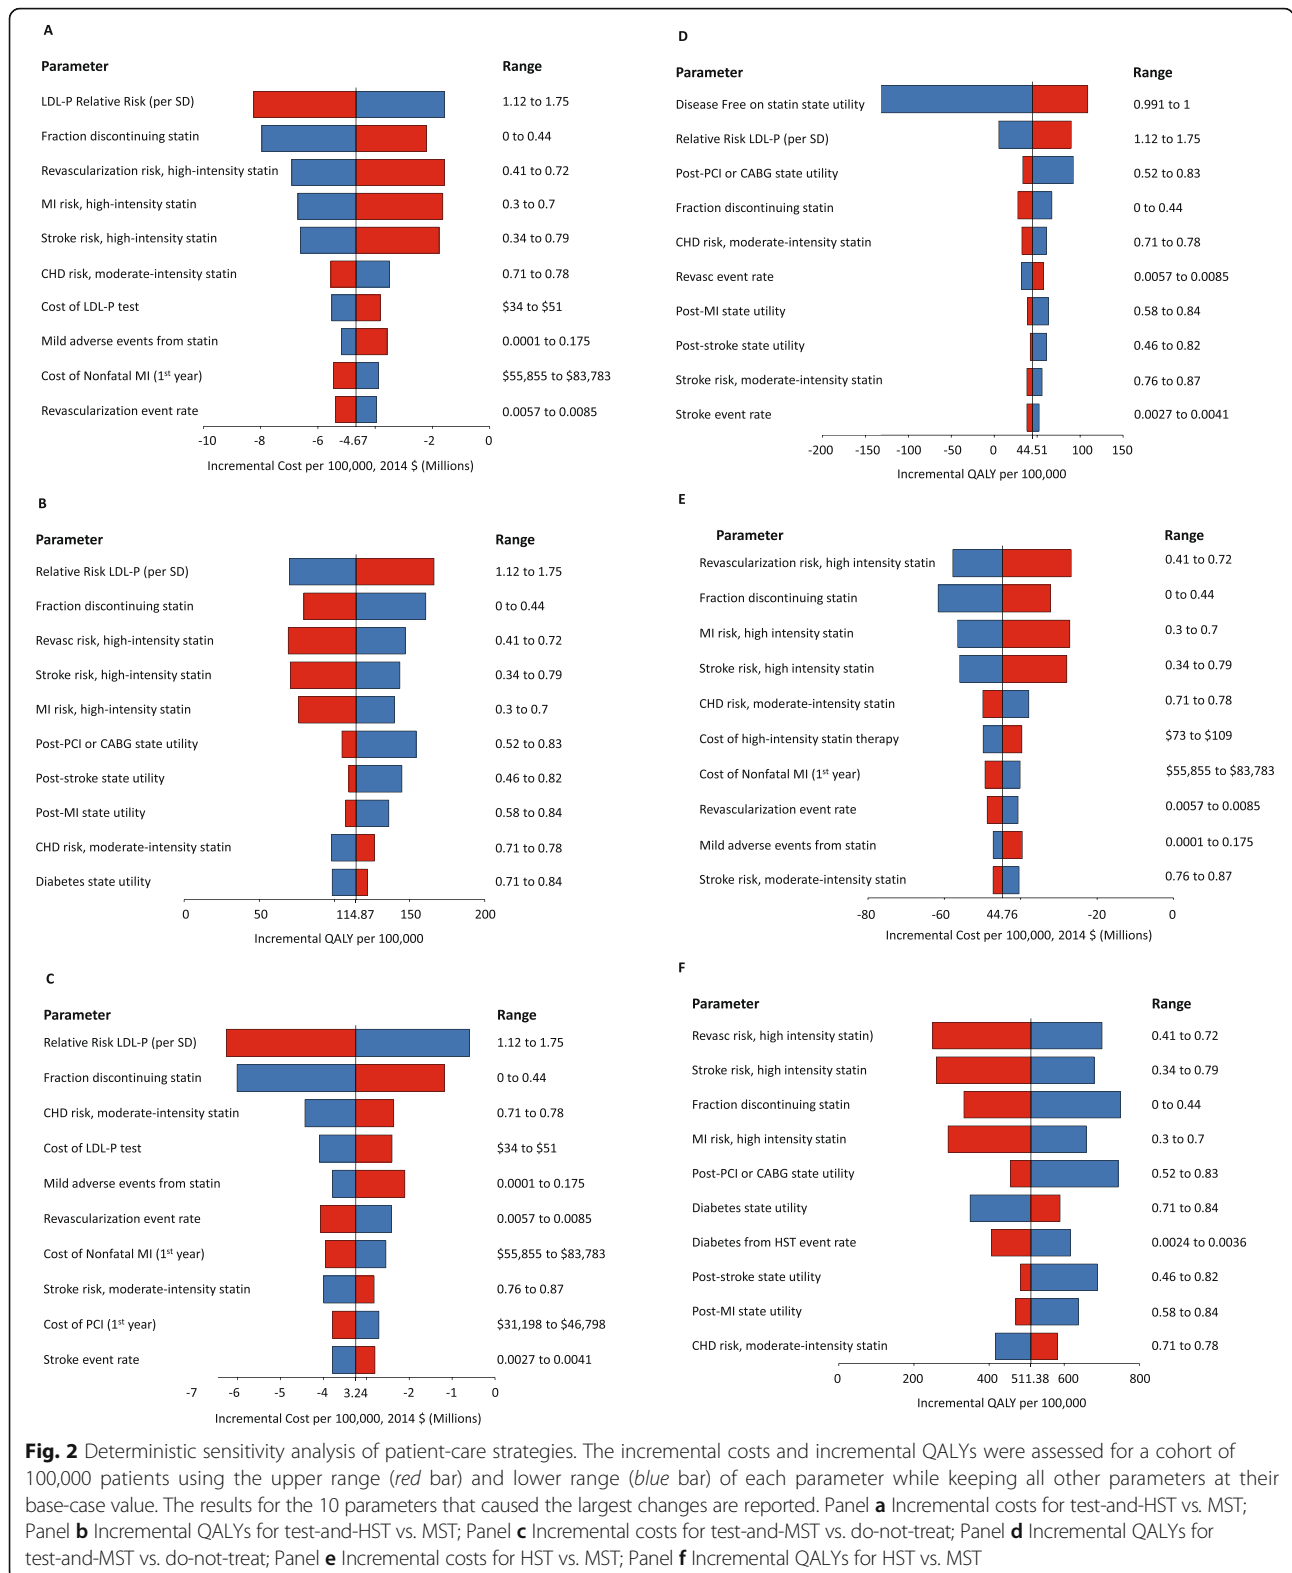 A
Parameter Range
LDL-P Relative Risk (per SD) 1.12 to 1.75
Fraction discontinuing statin 0 to 0.44
Revascularization risk, high-intensity statin 0.41 to 0.72
MI risk, high-intensity statin 0.3 to 0.7
Stroke risk, high-intensity statin 0.34 to 0.79
CHD risk, moderate-intensity statin 0.71 to 0.78
Cost of LDL-P test $34 to $51
Mild adverse events from statin 0.0001 to 0.175
Cost of Nonfatal MI (1st year) $55,855 to $83,783
Revascularization event rate 0.0057 to 0.0085
-10 -8 -6 -4.67 -2 0
Incremental Cost per 100,000, 2014 $ (Millions)
B
Parameter Range
Relative Risk LDL-P (per SD) 1.12 to 1.75
Fraction discontinuing statin 0 to 0.44
Revasc risk, high-intensity statin 0.41 to 0.72
Stroke risk, high-intensity statin 0.34 to 0.79
MI risk, high-intensity statin 0.3 to 0.7
Post-PCI or CABG state utility 0.52 to 0.83
Post-stroke state utility 0.46 to 0.82
Post-MI state utility 0.58 to 0.84
CHD risk, moderate-intensity statin 0.71 to 0.78
Diabetes state utility 0.71 to 0.84
0 50 114.87 150 200
Incremental QALY per 100,000
C
Parameter Range
Relative Risk LDL-P (per SD) 1.12 to 1.75
Fraction discontinuing statin 0 to 0.44
CHD risk, moderate-intensity statin 0.71 to 0.78
Cost of LDL-P test $34 to $51
Mild adverse events from statin 0.0001 to 0.175
Revascularization event rate 0.0057 to 0.0085
Cost of Nonfatal MI (1st year) $55,855 to $83,783
Stroke risk, moderate-intensity statin 0.76 to 0.87
Cost of PCI (1st year) $31,198 to $46,798
Stroke event rate 0.0027 to 0.0041
-7 -6 -5 -4 3.24 -2 -1 0
Incremental Cost per 100,000, 2014 $ (Millions)
D
Parameter Range
Disease Free on statin state utility 0.991 to 1
Relative Risk LDL-P (per SD) 1.12 to 1.75
Post-PCI or CABG state utility 0.52 to 0.83
Fraction discontinuing statin 0 to 0.44
CHD risk, moderate-intensity statin 0.71 to 0.78
Revasc event rate 0.0057 to 0.0085
Post-MI state utility 0.58 to 0.84
Post-stroke state utility 0.46 to 0.82
Stroke risk, moderate-intensity statin 0.76 to 0.87
Stroke event rate 0.0027 to 0.0041
-200 -150 -100 -50 0 44.51 100 150
Incremental QALY per 100,000
E
Parameter Range
Revascularization risk, high intensity statin 0.41 to 0.72
Fraction discontinuing statin 0 to 0.44
MI risk, high intensity statin 0.3 to 0.7
Stroke risk, high intensity statin 0.34 to 0.79
CHD risk, moderate-intensity statin 0.71 to 0.78
Cost of high-intensity statin therapy $73 to $109
Cost of Nonfatal MI (1st year) $55,855 to $83,783
Revascularization event rate 0.0057 to 0.0085
Mild adverse events from statin 0.0001 to 0.175
Stroke risk, moderate-intensity statin 0.76 to 0.87
-80 -60 44.76 -20 0
Incremental Cost per 100,000, 2014 $ (Millions)
F
Parameter Range
Revasc risk, high intensity statin) 0.41 to 0.72
Stroke risk, high intensity statin 0.34 to 0.79
Fraction discontinuing statin 0 to 0.44
MI risk, high intensity statin 0.3 to 0.7
Post-PCI or CABG state utility 0.52 to 0.83
Diabetes state utility 0.71 to 0.84
Diabetes from HST event rate 0.0024 to 0.0036
Post-stroke state utility 0.46 to 0.82
Post-MI state utility 0.58 to 0.84
CHD risk, moderate-intensity statin 0.71 to 0.78
0 200 400 511.38 600 800
Incremental QALY per 100,000
Fig. 2 Deterministic sensitivity analysis of patient-care strategies. The incremental costs and incremental QALYs were assessed for a cohort of
100,000 patients using the upper range (red bar) and lower range (blue bar) of each parameter while keeping all other parameters at their
base-case value. The results for the 10 parameters that caused the largest changes are reported. Panel a Incremental costs for test-and-HST vs. MST;
Panel b Incremental QALYs for test-and-HST vs. MST; Panel c Incremental costs for test-and-MST vs. do-not-treat; Panel d Incremental QALYs for
test-and-MST vs. do-not-treat; Panel e Incremental costs for HST vs. MST; Panel f Incremental QALYs for HST vs. MST